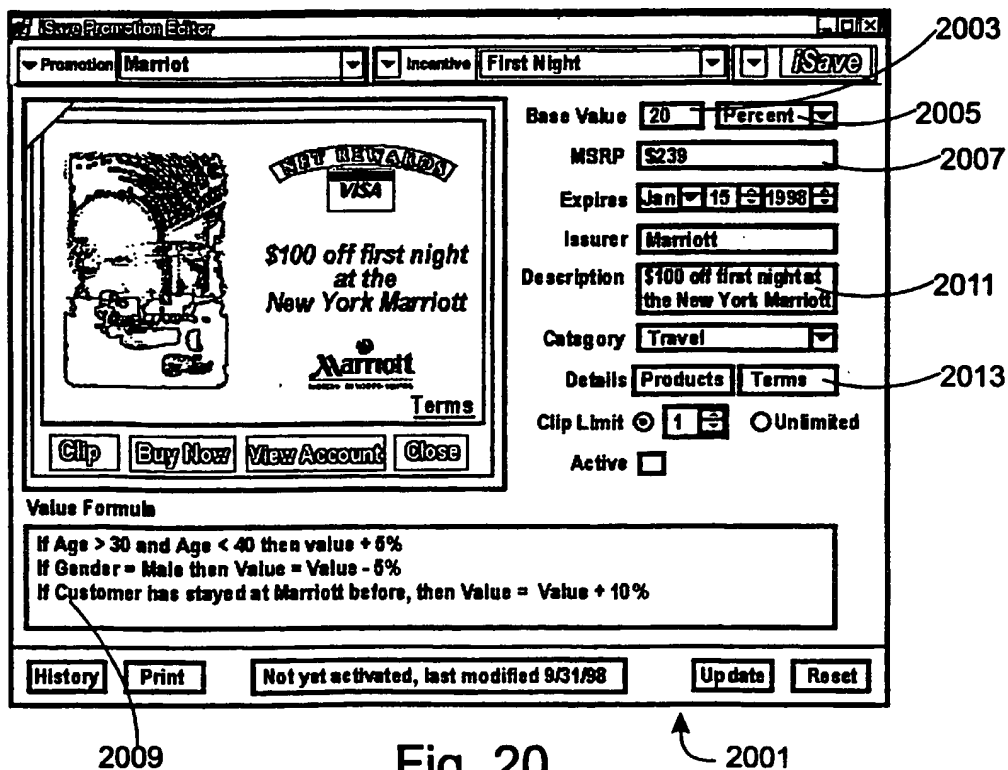 iSave Promotion Editor
Promotion Marriot Incentive First Night iSave
2003
Base Value 20 Percent
2005
MSRP $239
2007
Expires Jan 15 1998
Issurer Marriott
Description $100 off first night at
the New York Marriott
2011
Category Travel
Details Products Terms
2013
Clip Limit 1 Unlimited
Active
NET REWARDS
VISA
$100 off first night
at the
New York Marriott
Marriott
Terms
Clip Buy Now View Account Close
Value Formula
If Age > 30 and Age < 40 then value + 5%
If Gender = Male then Value = Value - 5%
If Customer has stayed at Marriott before, then Value = Value + 10%
History Print Not yet activated, last modified 9/31/98 Update Reset
2009
Fig. 20
2001